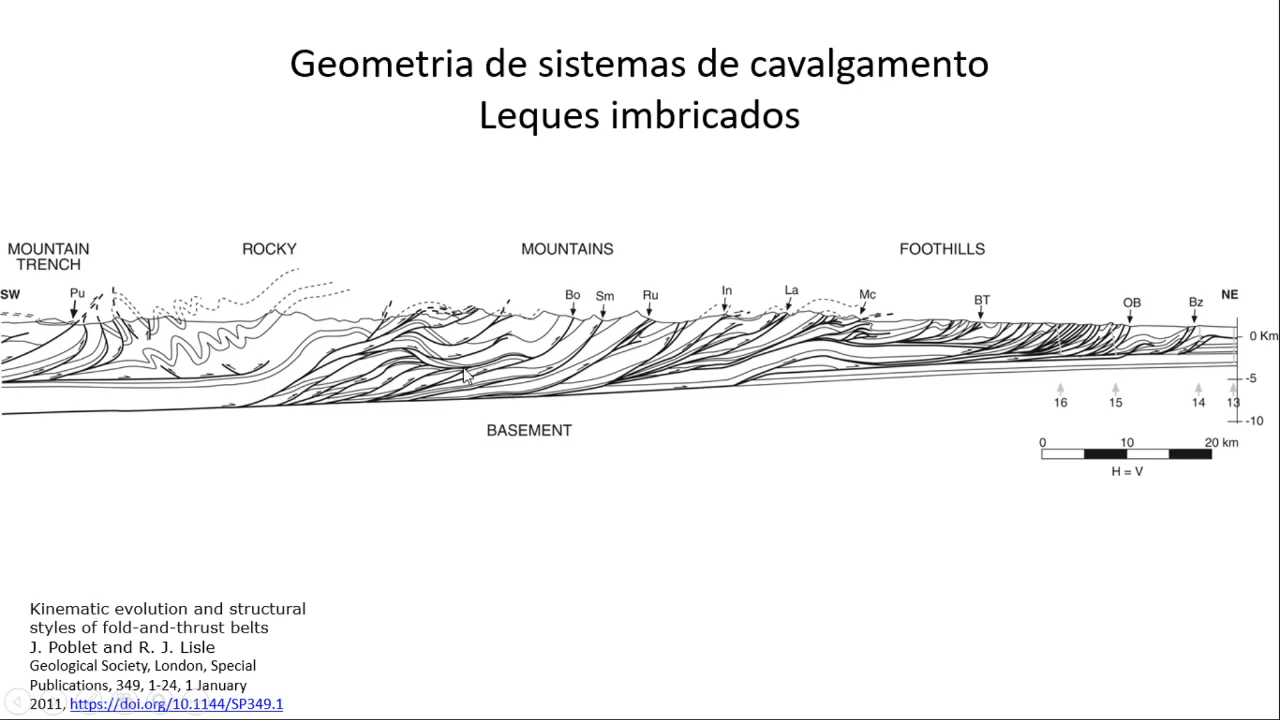 Geometria de sistemas de cavalgamento
Leques imbricados
MOUNTAIN TRENCH
ROCKY
MOUNTAINS
FOOTHILLS
SW
Pu
L
Bo
Sm
Ru
In
La
Mc
BT
OB
Bz
NE
0 Km
-5
-10
16
15
14
13
BASEMENT
0
10
20 km
H = V
Kinematic evolution and structural
styles of fold-and-thrust belts
J. Poblet and R. J. Lisle
Geological Society, London, Special
Publications, 349, 1-24, 1 January
2011, https://doi.org/10.1144/SP349.1